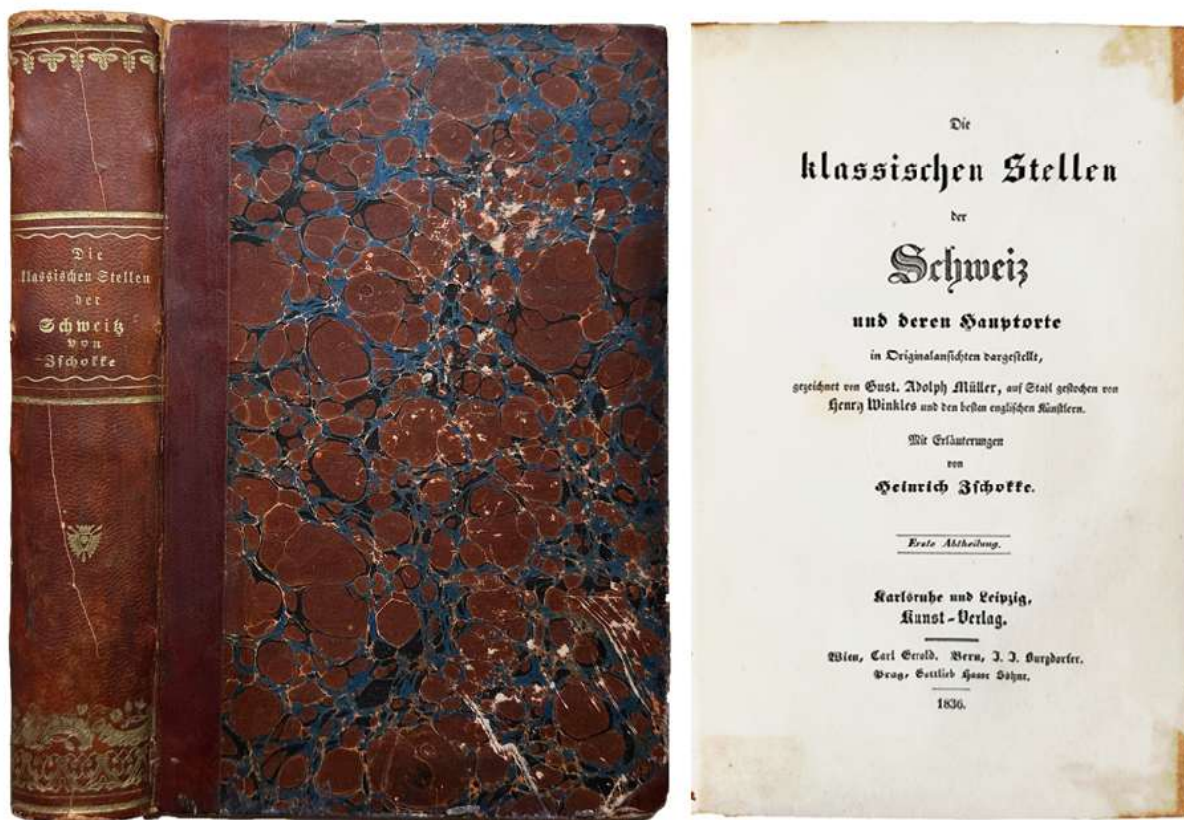 Die
klassischen Stellen
der
Schweitz
von
Zschokke
Die
klassischen Stellen
der
Schweiz
und deren Hauptorte
in Originalansichten dargestellt,
gezeichnet von Gust. Adolph Müller, auf Stahl gestochen von
Henry Winkles und den besten englischen Künstlern.
Mit Erläuterungen
von
Heinrich Zschokke.
Erste Abtheilung.
Karlsruhe und Leipzig,
Kunst-Verlag.
Wien, Carl Gerold. Bern, J. J. Burgdorfer.
Prag, Gottlieb Haase Söhne.
1836.